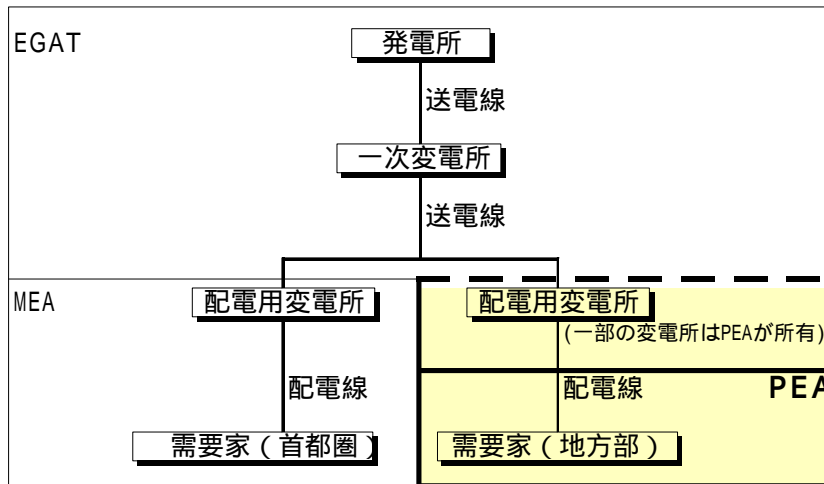 EGAT
発電所
送電線
一次変電所
送電線
MEA
配電用変電所
配電用変電所
(一部の変電所はPEAが所有)
配電線
配電線
PEA
需要家（首都圏）
需要家（地方部）